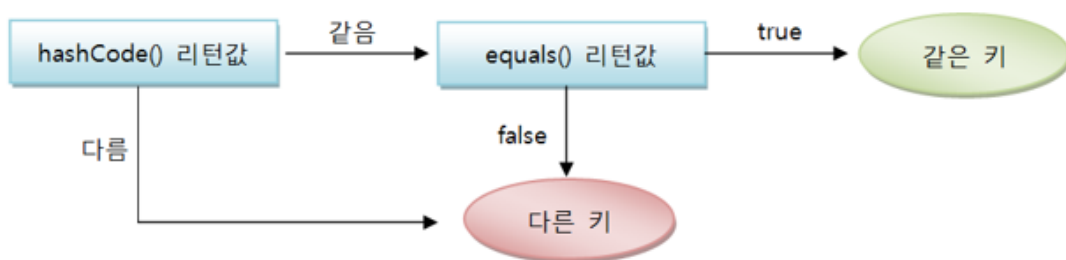 hashCode() 리턴값
같음
equals() 리턴값
true
같은 키
다름
false
다른 키